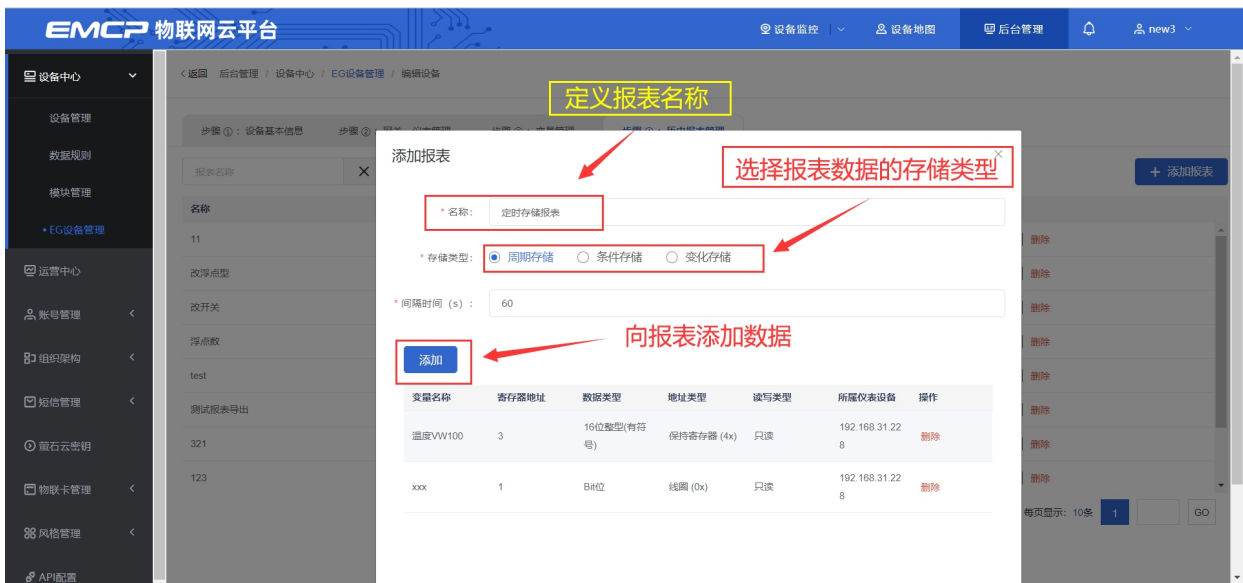 EMCP 物联网云平台
设备监控
设备地图
后台管理
new3
设备中心
设备管理
数据规则
模块管理
•EG设备管理
运营中心
账号管理
组织架构
短信管理
萤石云密钥
物联卡管理
风格管理
API配置
<返回 后台管理 / 设备中心 / EG设备管理 / 编辑设备
定义报表名称
步骤①：设备基本信息
报表名称
+ 添加报表
名称
11 删除
改浮点型
改开关 删除
浮点数 删除
test 删除
测试报表导出 删除
321 删除
123 删除
每页显示: 10条 1 GO
添加报表
选择报表数据的存储类型
* 名称: 定时存储报表
* 存储类型: 周期存储 条件存储 变化存储
* 间隔时间（s）: 60
向报表添加数据
添加
变量名称 寄存器地址 数据类型 地址类型 读写类型 所属仪表设备 操作
温度VW100 3 16位整型(有符号) 保持寄存器 (4x) 只读 192.168.31.228 删除
xxx 1 Bit位 线圈 (0x) 只读 192.168.31.228 删除